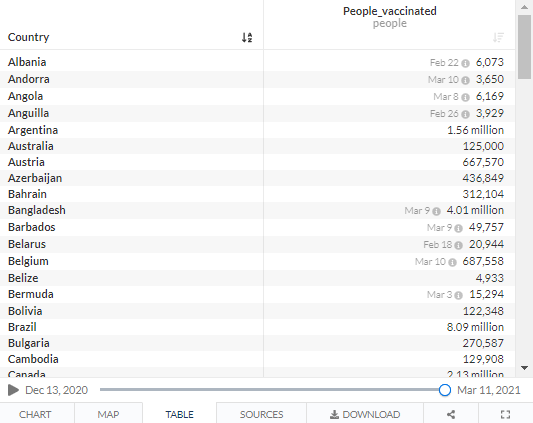 People_vaccinated
people
Country
Albania Feb 22 6,073
Andorra Mar 10 3,650
Angola Mar 8 6,169
Anguilla Feb 26 3,929
Argentina 1.56 million
Australia 125,000
Austria 667,570
Azerbaijan 436,849
Bahrain 312,104
Bangladesh Mar 9 4.01 million
Barbados Mar 9 49,757
Belarus Feb 18 20,944
Belgium Mar 10 687,558
Belize 4,933
Bermuda Mar 3 15,294
Bolivia 122,348
Brazil 8.09 million
Bulgaria 270,587
Cambodia 129,908
Canada 2.13 million
Dec 13, 2020 Mar 11, 2021
CHART MAP TABLE SOURCES DOWNLOAD